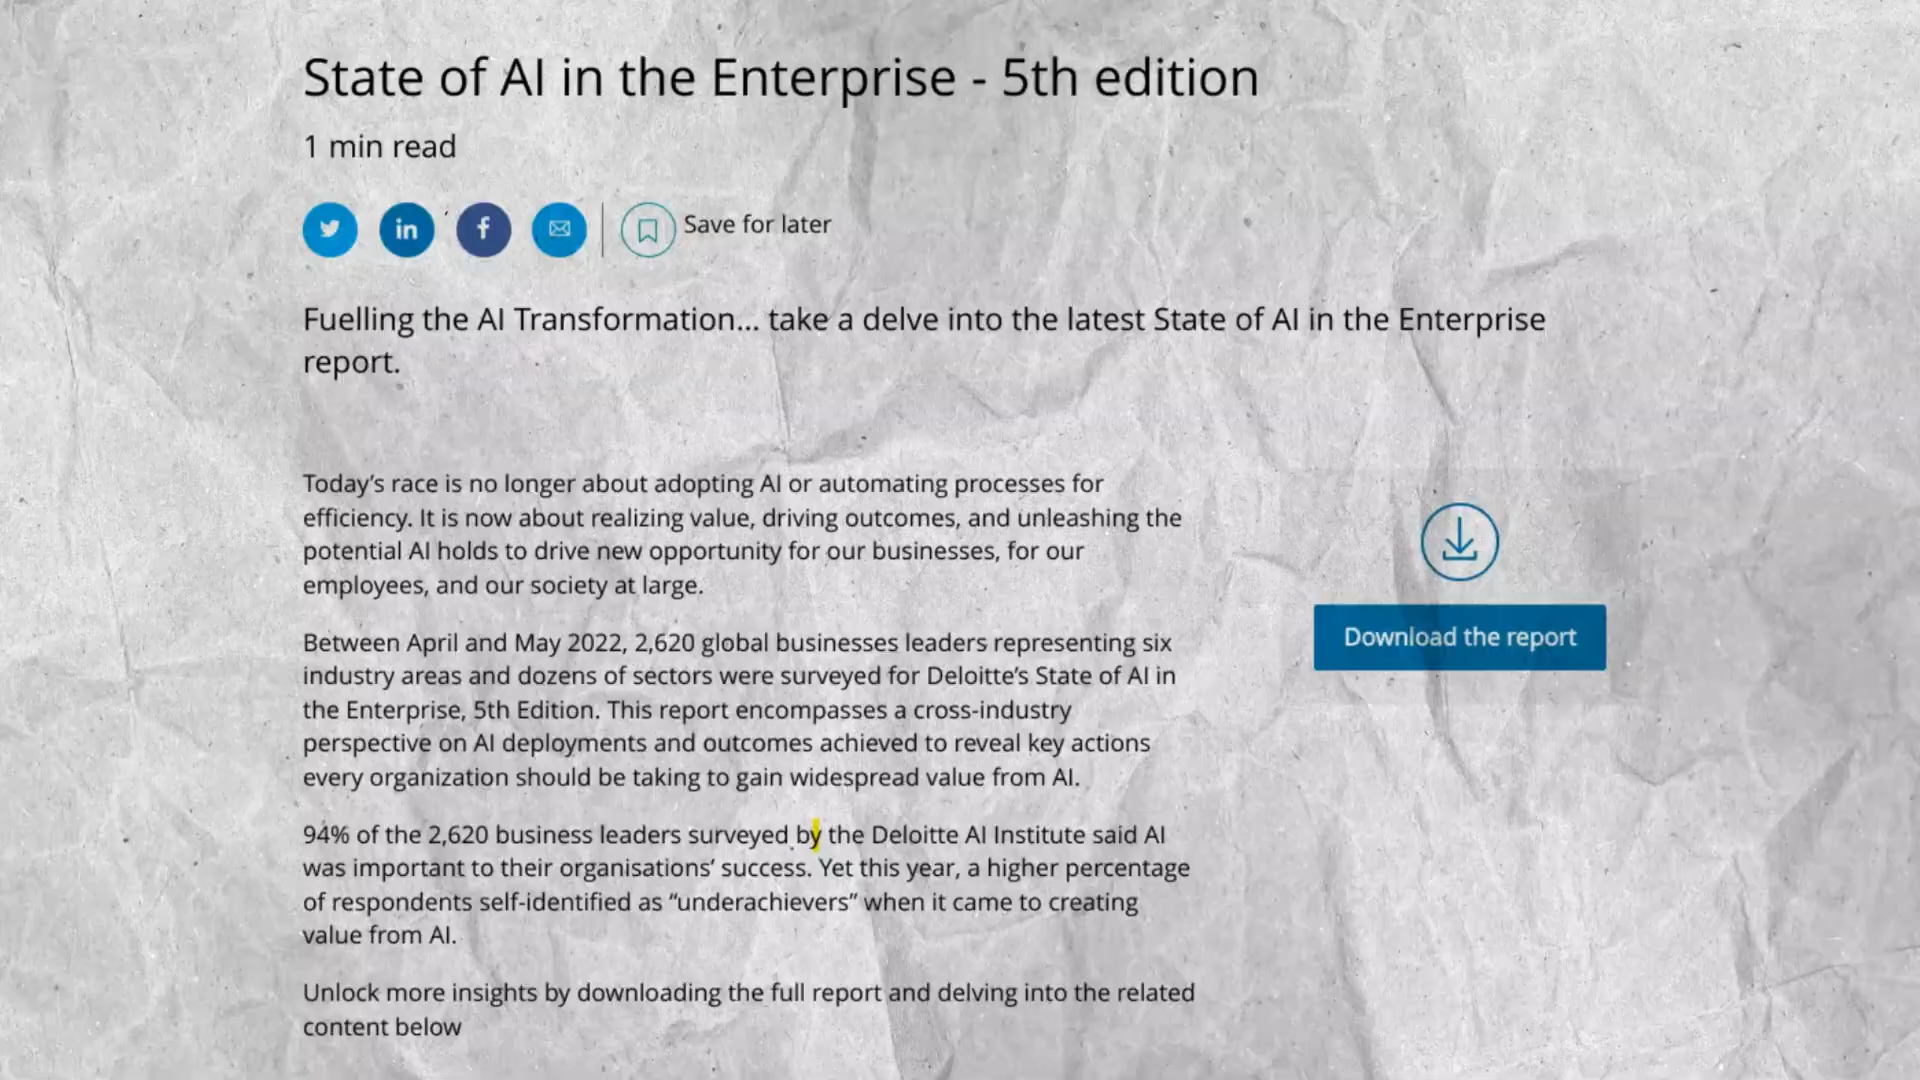 State of AI in the Enterprise - 5th edition
1 min read
in
f
Save for later
Fuelling the AI Transformation... take a delve into the latest State of AI in the Enterprise
report.
Today’s race is no longer about adopting AI or automating processes for
efficiency. It is now about realizing value, driving outcomes, and unleashing the
potential AI holds to drive new opportunity for our businesses, for our
employees, and our society at large.
Download the report
Between April and May 2022, 2,620 global businesses leaders representing six
industry areas and dozens of sectors were surveyed for Deloitte’s State of AI in
the Enterprise, 5th Edition. This report encompasses a cross-industry
perspective on AI deployments and outcomes achieved to reveal key actions
every organization should be taking to gain widespread value from AI.
94% of the 2,620 business leaders surveyed by the Deloitte AI Institute said AI
was important to their organisations’ success. Yet this year, a higher percentage
of respondents self-identified as “underachievers” when it came to creating
value from AI.
Unlock more insights by downloading the full report and delving into the related
content below